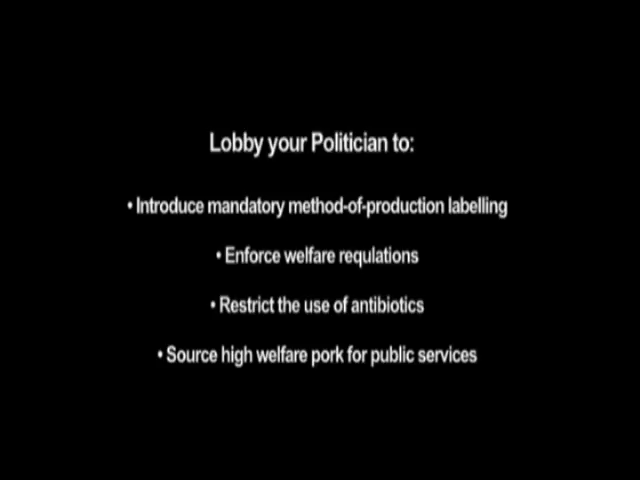 Lobby your Politician to:
• Introduce mandatory method-of-production labelling
• Enforce welfare requlations
• Restrict the use of antibiotics
• Source high welfare pork for public services